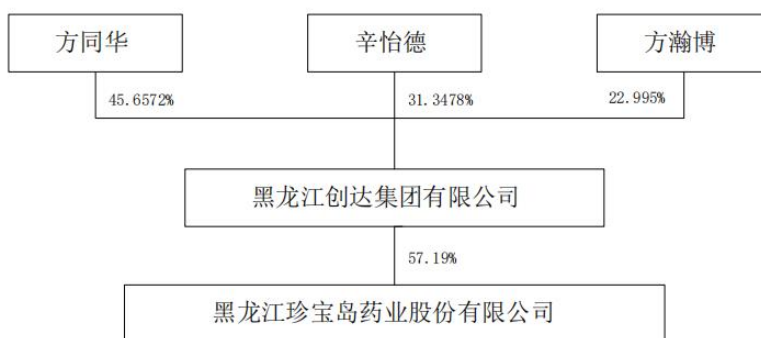 方同华
辛怡德
方瀚博
45.6572%
31.3478%
22.995%
黑龙江创达集团有限公司
57.19%
黑龙江珍宝岛药业股份有限公司